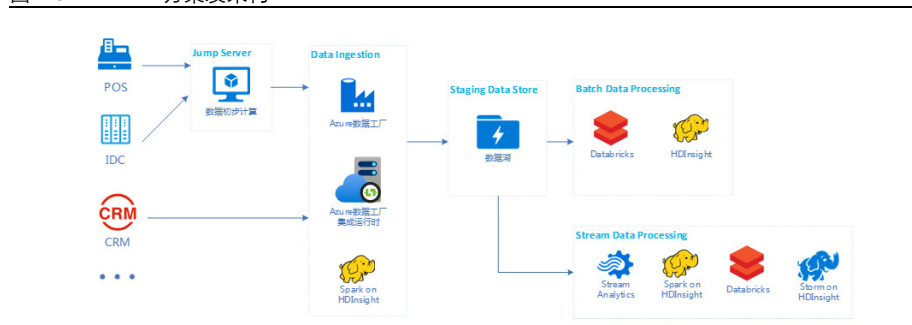 POS
IDC
CRM
CRM
Jump Server
数据初步计算
Data Ingestion
Azure数据工厂
Azure数据工厂
集成运行时
Spark on
HDInsight
Staging Data Store
数据湖
Batch Data Processing
Databricks
HDInsight
Stream Data Processing
Stream
Analytics
Spark on
HDInsight
Databricks
Storm on
HDInsight